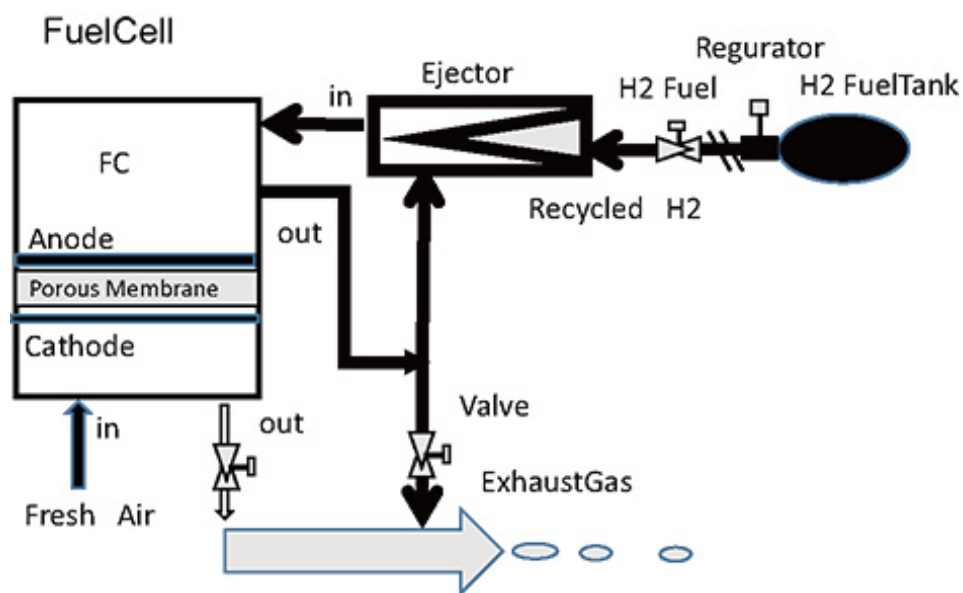 FuelCell
Regurator
Ejector
H2 Fuel
H2 FuelTank
in
FC
Recycled H2
out
Anode
Porous Membrane
Cathode
Valve
in
out
ExhaustGas
Fresh Air